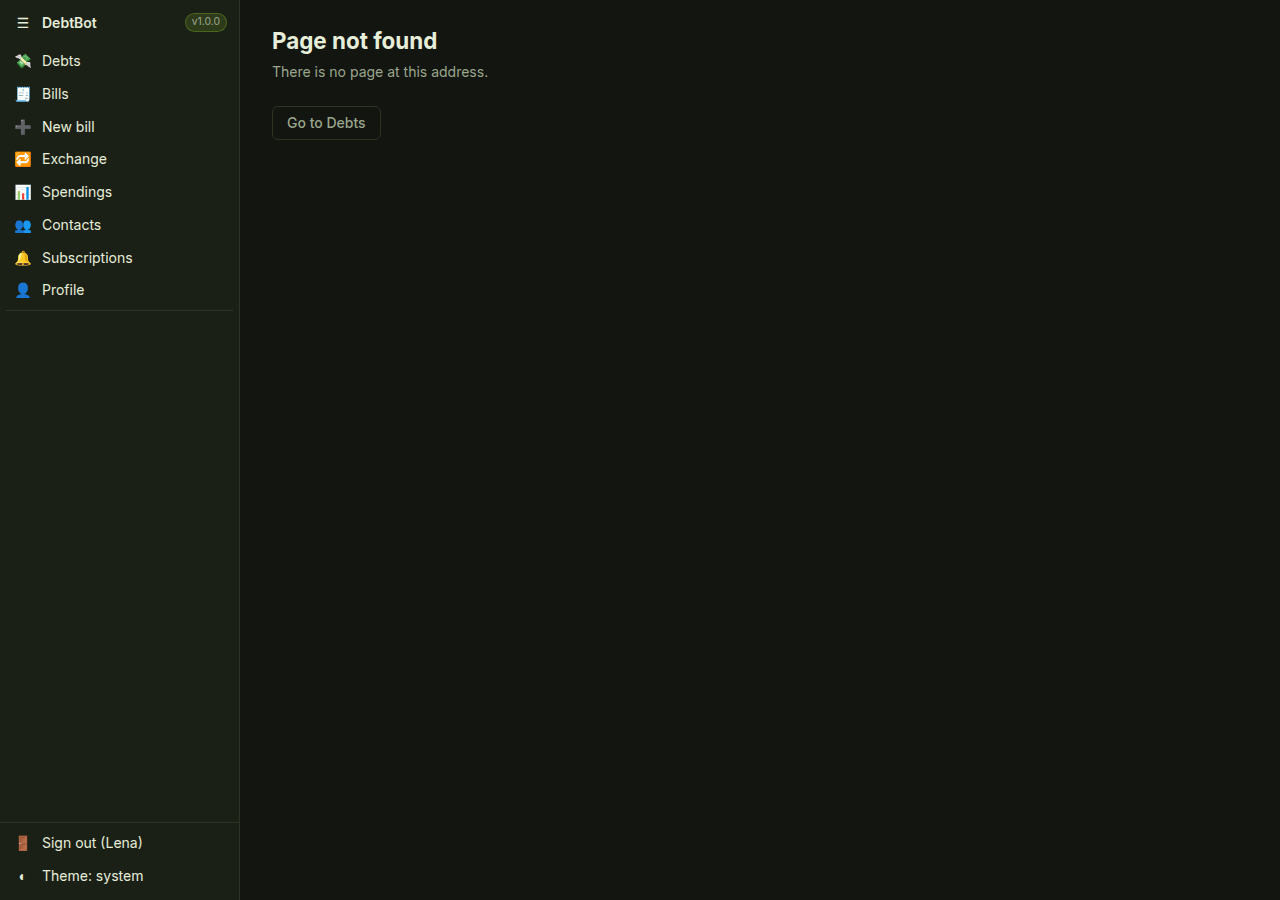 DebtBot
v1.0.0
Debts
Bills
New bill
Exchange
Spendings
Contacts
Subscriptions
Profile
Sign out (Lena)
Theme: system
Page not found
There is no page at this address.
Go to Debts